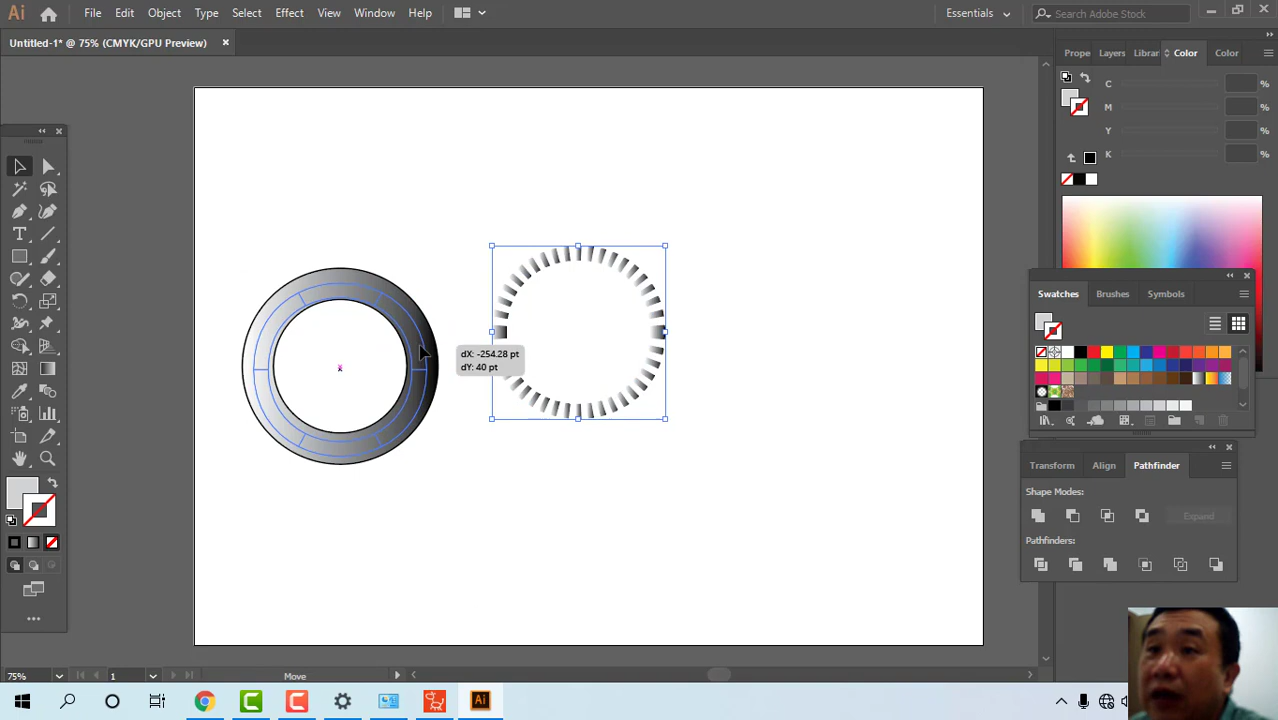 Ai File Edit Object Type Select Effect View Window Help Essentials Search Adobe Stock
Untitled-1* @ 75% (CMYK/GPU Preview) ×
Prope Layers Librar Color Color
C %
M %
Y %
K %
dX: -254.28 pt
dY: 40 pt
Swatches Brushes Symbols
Transform Align Pathfinder
Shape Modes:
Expand
Pathfinders:
75% 1 Move
Ai